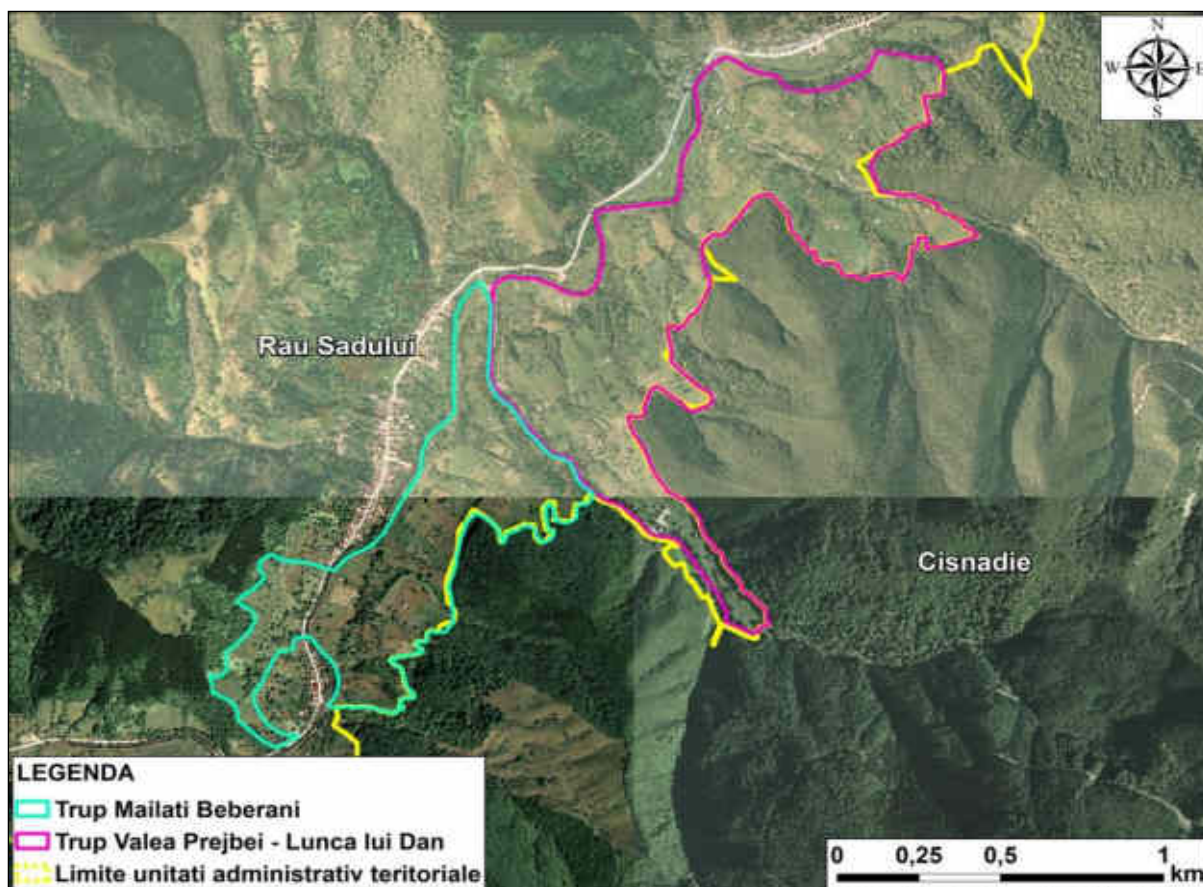 N
W E
S
Rau Sadului
Cisnadie
LEGENDA
Trup Mailati Beberani
Trup Valea Prejbei - Lunca lui Dan
Limite unitati administrativ teritoriale
0 0,25 0,5 1
km